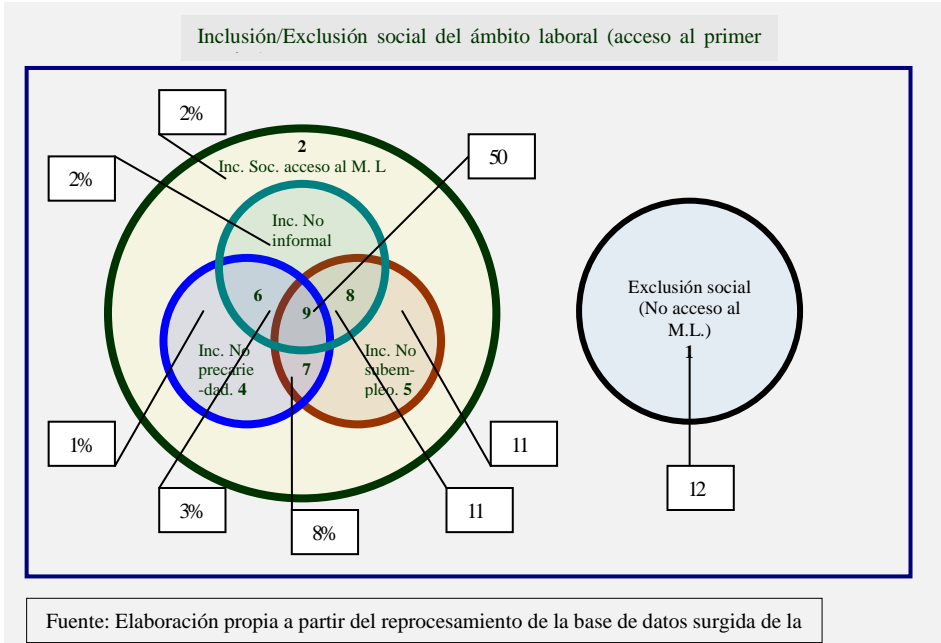 Inclusión/Exclusión social del ámbito laboral (acceso al primer
2%
2
Inc. Soc. acceso al M. L
50
2%
Inc. No
informal
6
8
9
Exclusión social
(No acceso al
M.L.)
1
Inc. No
precarie
-dad. 4
7
Inc. No
subem-
pleo. 5
1%
11
3%
11
12
8%
Fuente: Elaboración propia a partir del reprocesamiento de la base de datos surgida de la